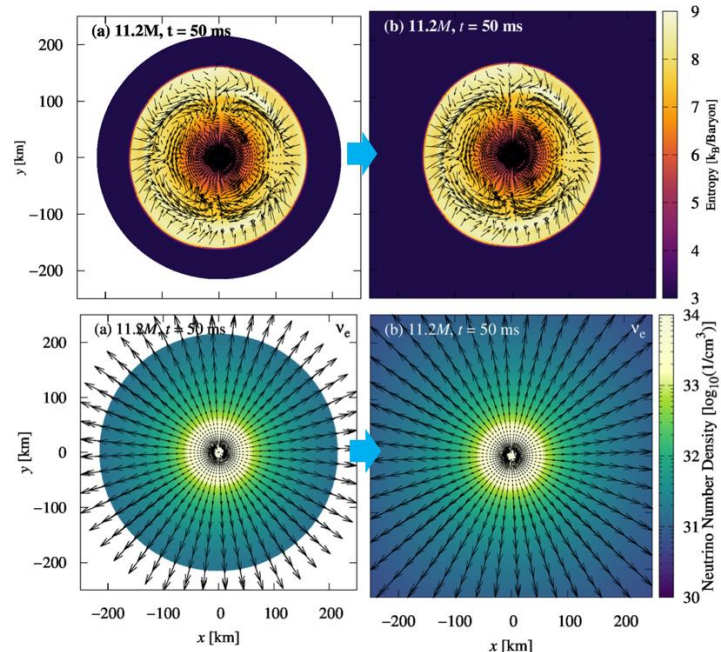 (a) 11.2M, t = 50 ms
(b) 11.2M, t = 50 ms
200
100
0
−100
−200
y [km]
9
8
7
6
5
4
3
Entropy [k_B/Baryon]
(a) 11.2M, t = 50 ms
ν_e
(b) 11.2M, t = 50 ms
ν_e
200
100
0
−100
−200
y [km]
34
33
32
31
30
Neutrino Number Density [log₁₀(1/cm³)]
−200 −100 0 100 200
−200 −100 0 100 200
x [km]
x [km]